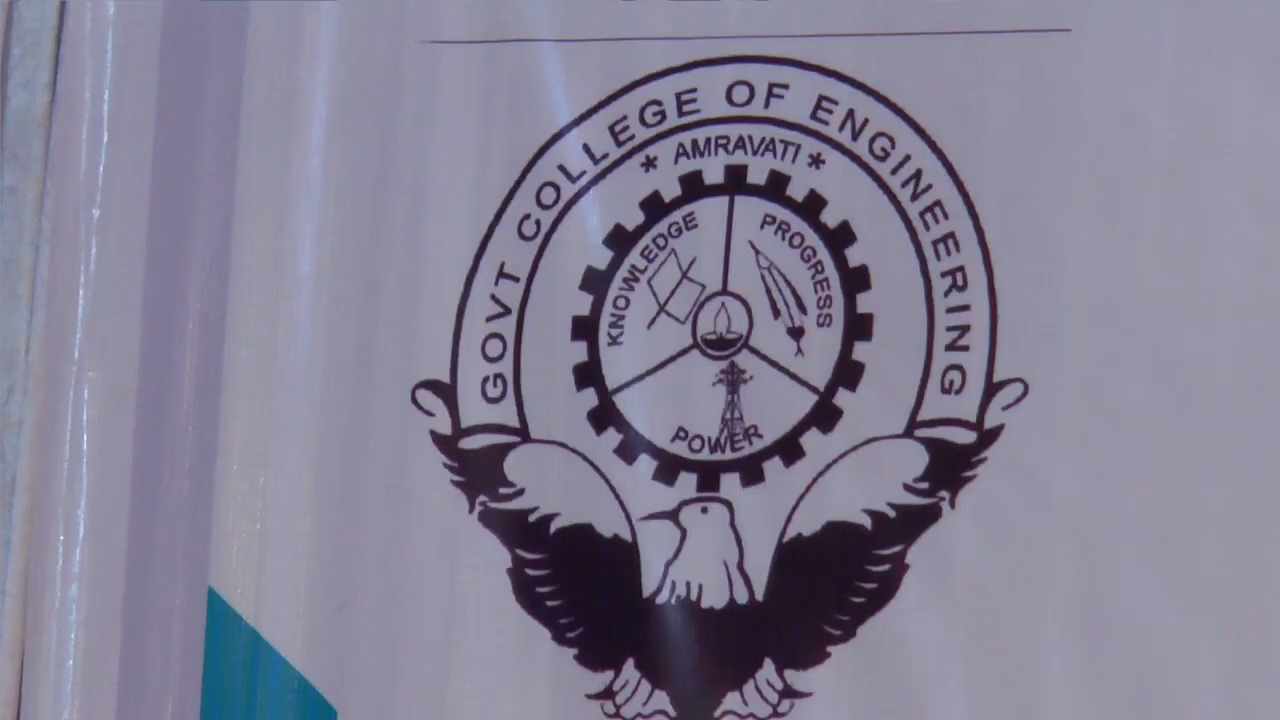 GOVT COLLEGE OF ENGINEERING
* AMRAVATI *
KNOWLEDGE
PROGRESS
POWER